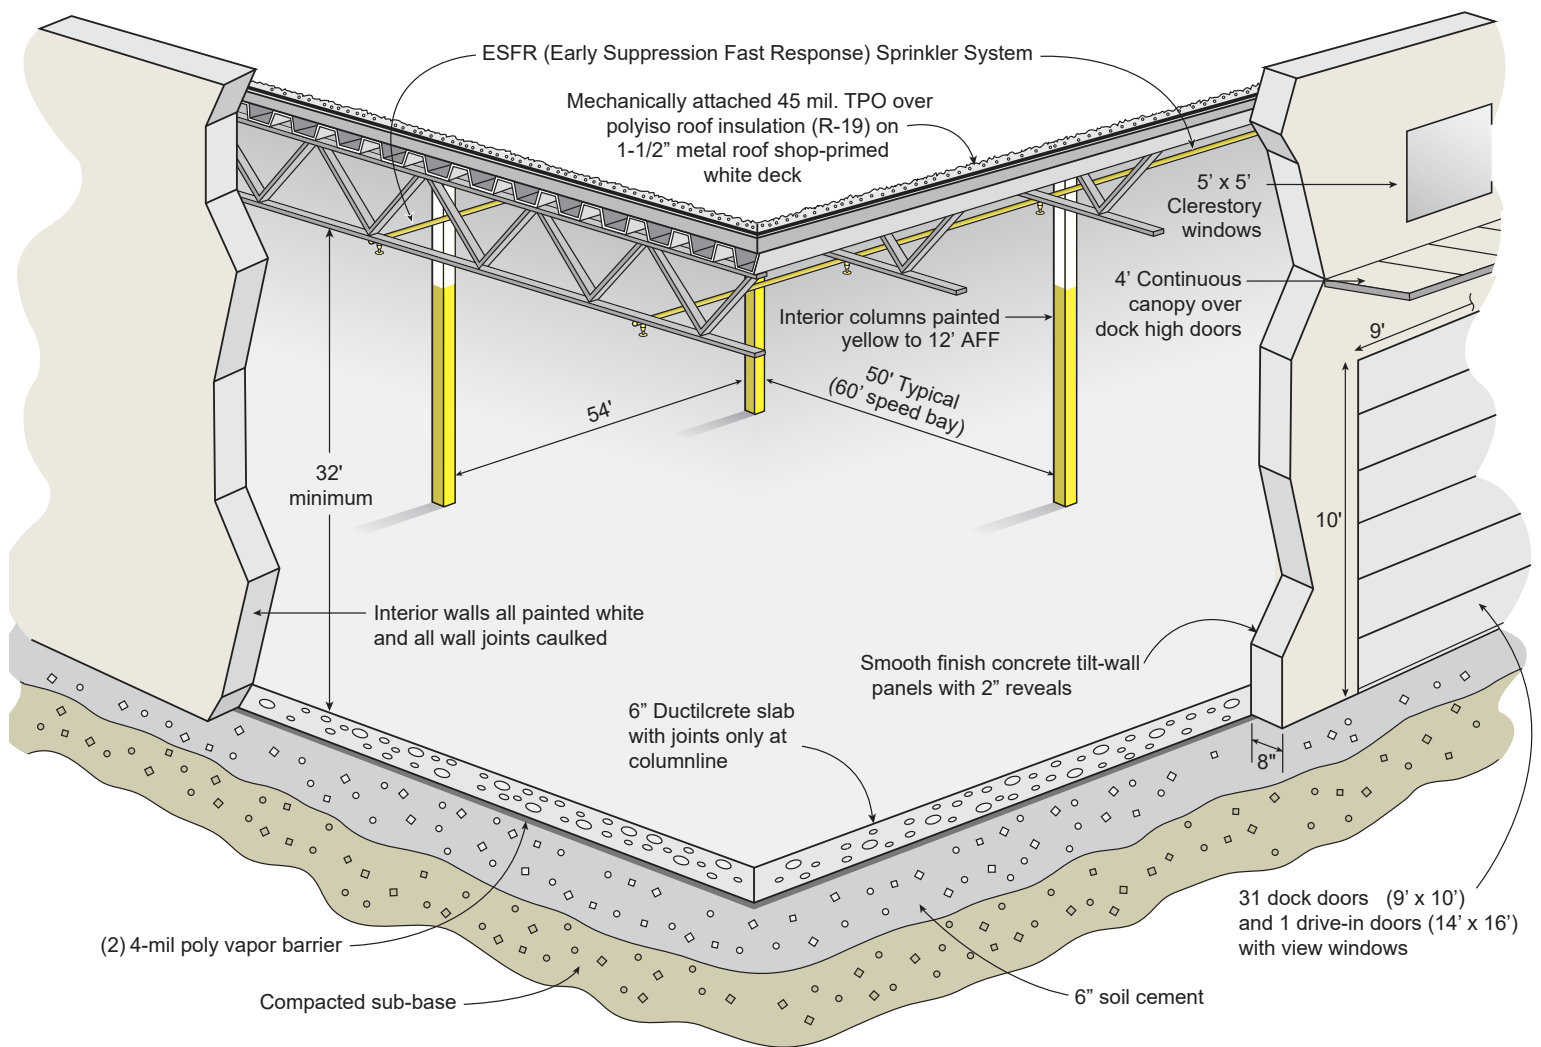 ESFR (Early Suppression Fast Response) Sprinkler System
Mechanically attached 45 mil. TPO over
polyiso roof insulation (R-19) on
1-1/2” metal roof shop-primed
white deck
5’ x 5’
Clerestory
windows
4’ Continuous
canopy over
dock high doors
9'
Interior columns painted
yellow to 12’ AFF
54'
50' Typical
(60’ speed bay)
32'
minimum
10'
Interior walls all painted white
and all wall joints caulked
Smooth finish concrete tilt-wall
panels with 2” reveals
6” Ductilcrete slab
with joints only at
columnline
8"
31 dock doors (9’ x 10’)
and 1 drive-in doors (14’ x 16’)
with view windows
(2) 4-mil poly vapor barrier
Compacted sub-base
6” soil cement